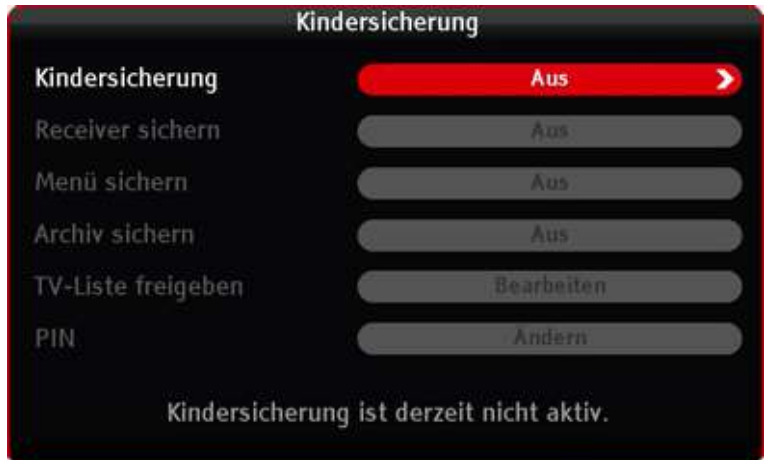 Kindersicherung
Kindersicherung Aus
Receiver sichern Aus
Menü sichern Aus
Archiv sichern Aus
TV-Liste freigeben Bearbeiten
PIN Ändern
Kindersicherung ist derzeit nicht aktiv.